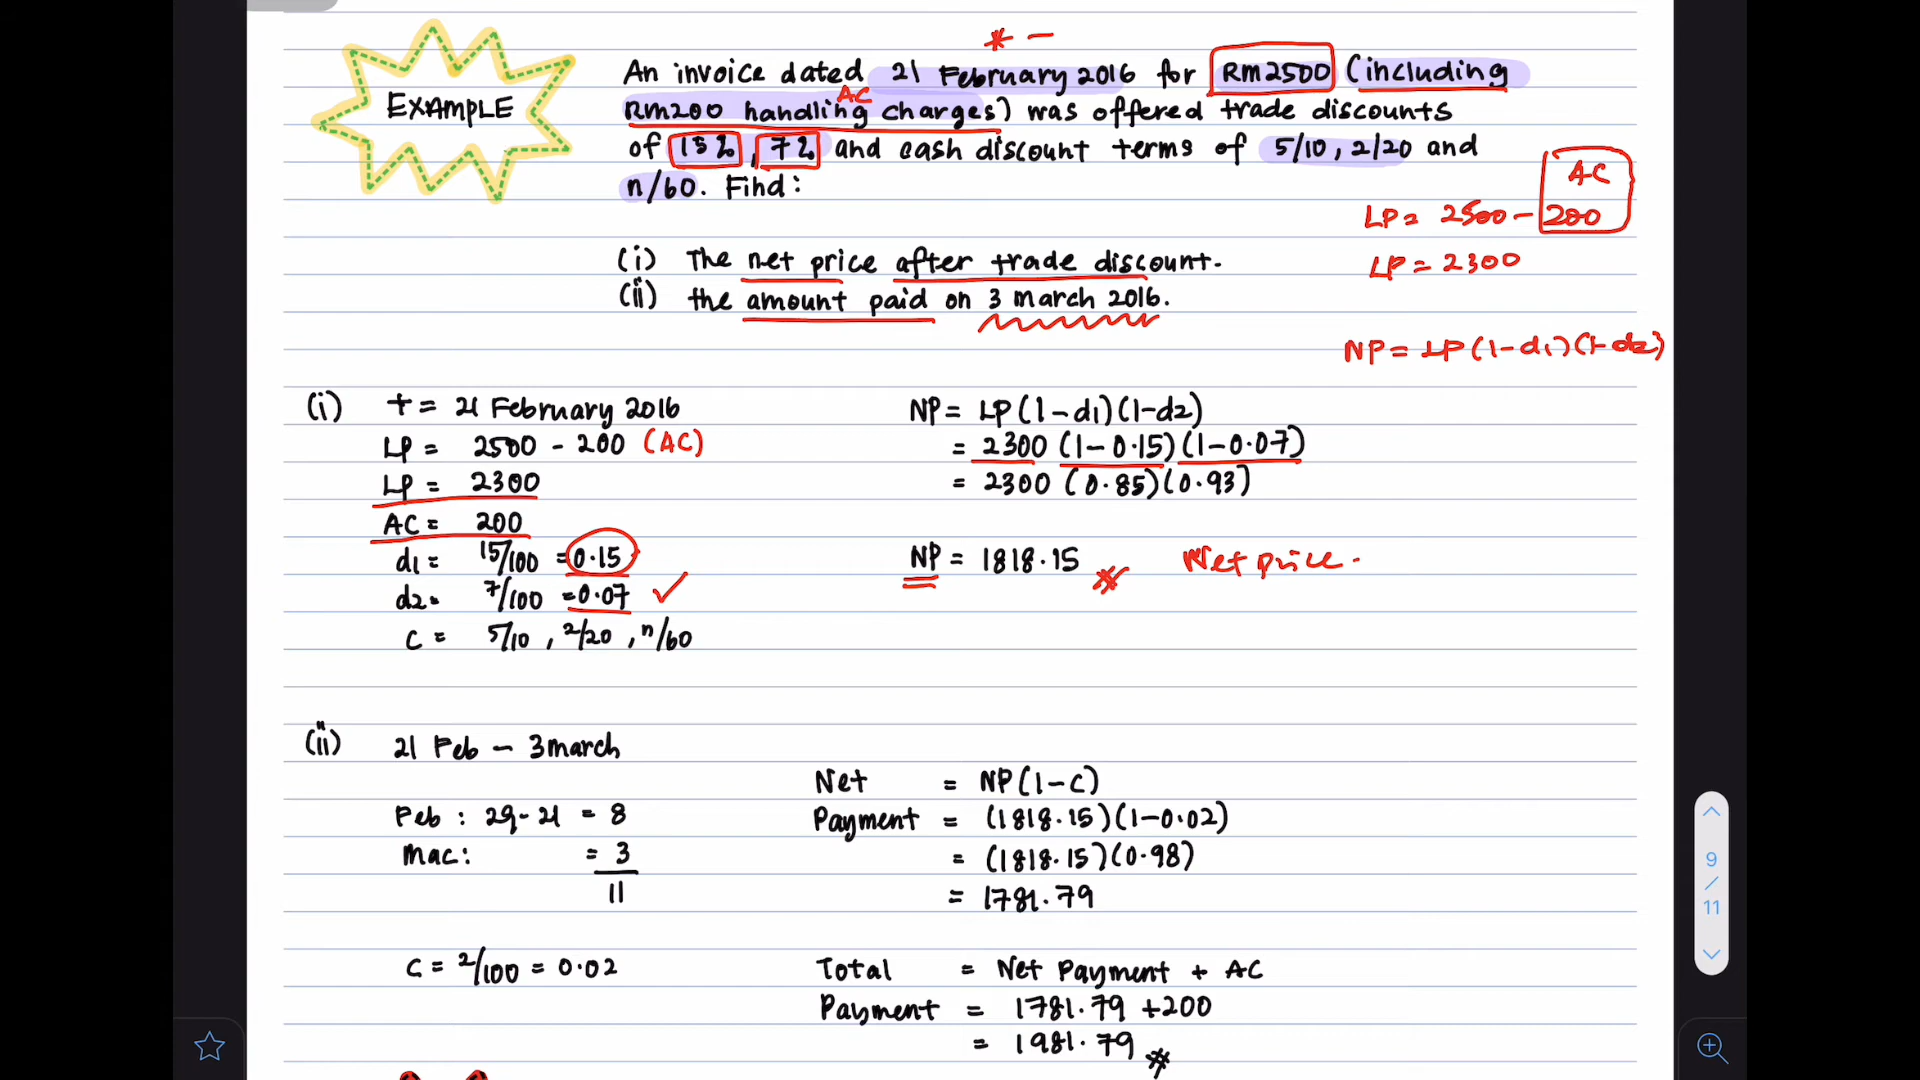 * -
EXAMPLE
An invoice dated 21 February 2016 for RM2500 (including
AC
RM200 handling charges) was offered trade discounts
of 15%, 7% and cash discount terms of 5/10, 2/20 and
n/60. Find:
AC
LP = 2500 - 200
LP = 2300
(i) The net price after trade discount.
(ii) the amount paid on 3 march 2016.
NP = LP (1-d1)(1-d2)
(i) t = 21 February 2016
LP = 2500 - 200 (AC)
LP = 2300
AC = 200
d1 = 15/100 = 0.15
d2 = 7/100 = 0.07 ✓
C = 5/10, 2/20, n/60
NP = LP (1-d1)(1-d2)
= 2300 (1-0.15)(1-0.07)
= 2300 (0.85)(0.93)
NP = 1818.15 * Net price.
(ii) 21 Feb - 3 march
Feb : 29-21 = 8
Mac : = 3
11
C = 2/100 = 0.02
Net = NP(1-C)
Payment = (1818.15)(1-0.02)
= (1818.15)(0.98)
= 1781.79
Total = Net Payment + AC
Payment = 1781.79 +200
= 1981.79 *
9
/
11